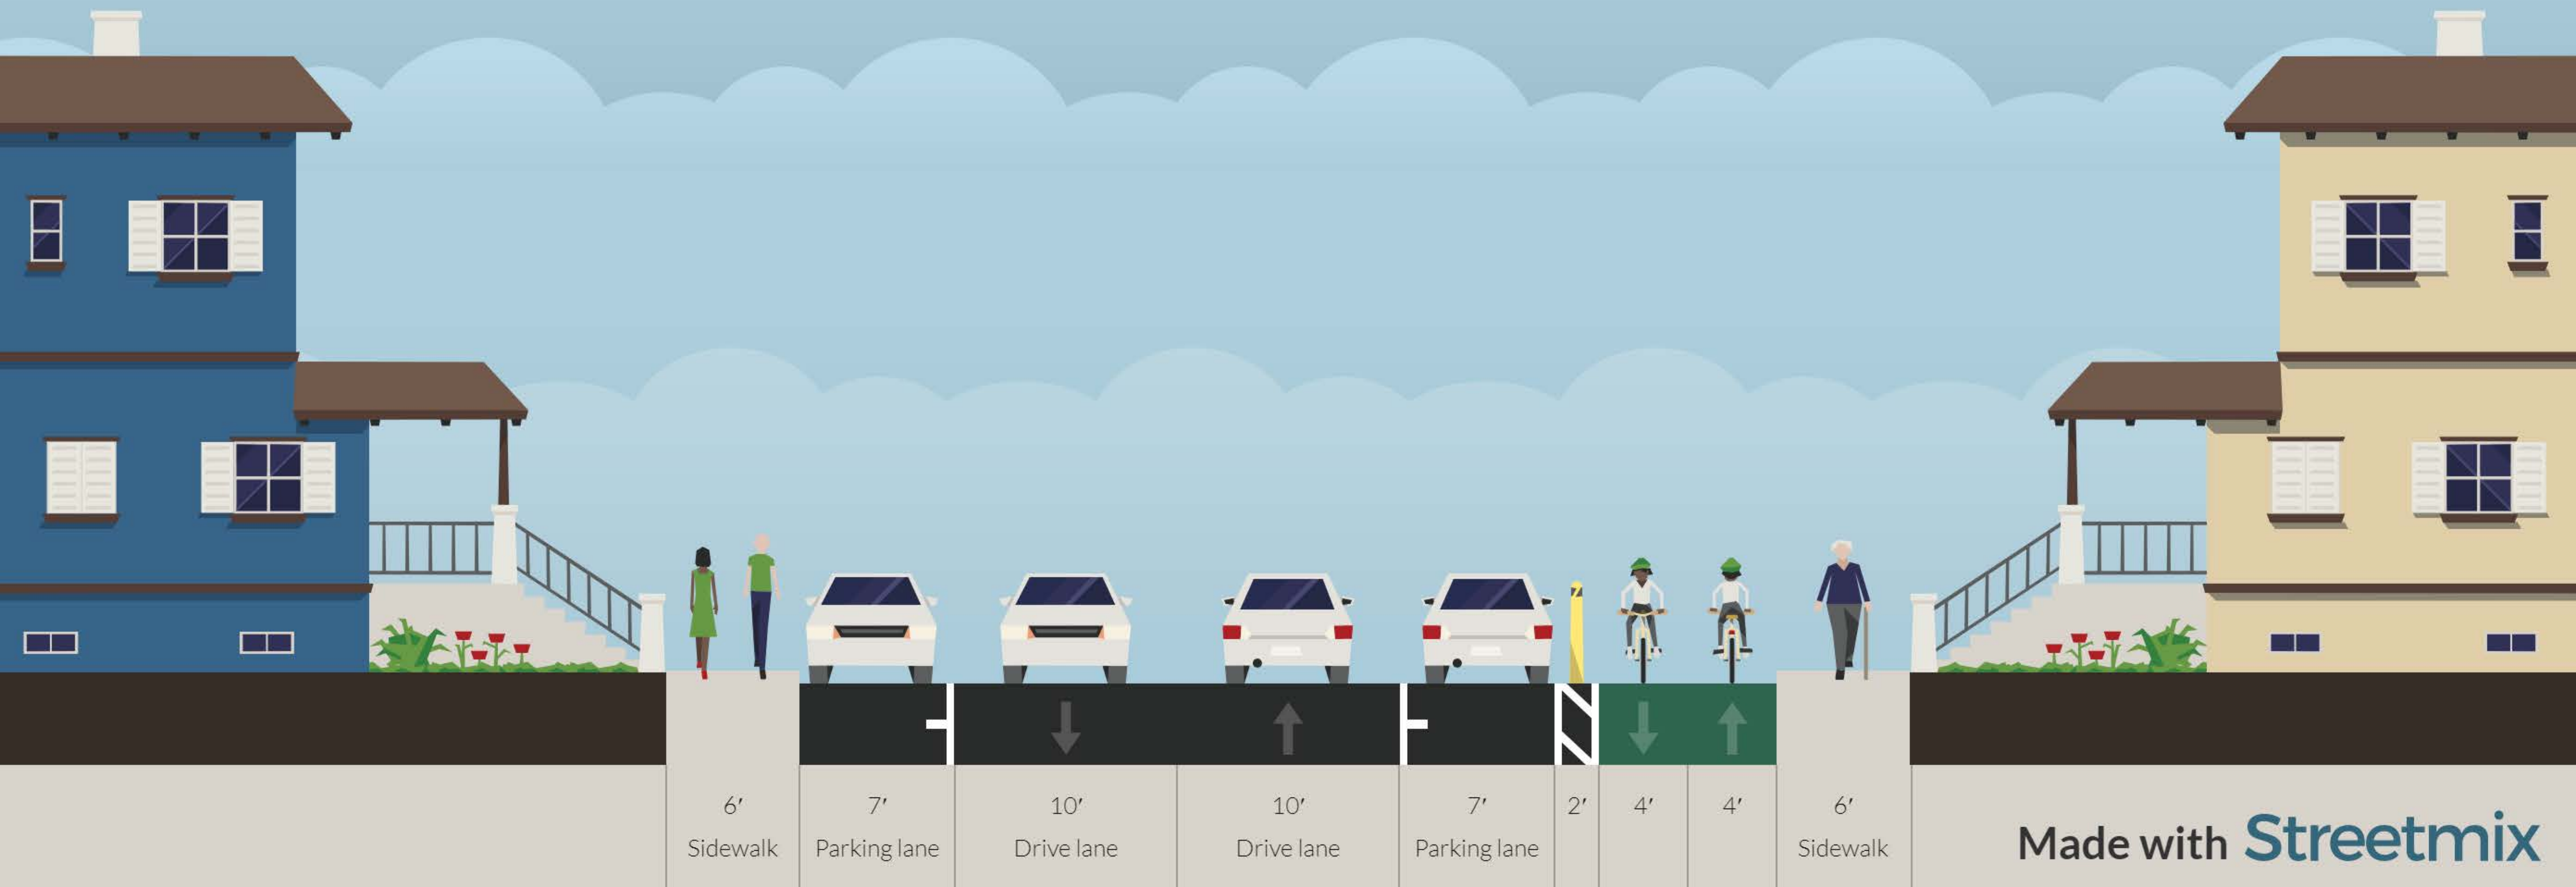 6′
7′
10′
10′
7′
2′
4′
4′
6′
Sidewalk
Parking lane
Drive lane
Drive lane
Parking lane
Sidewalk
Made with Streetmix